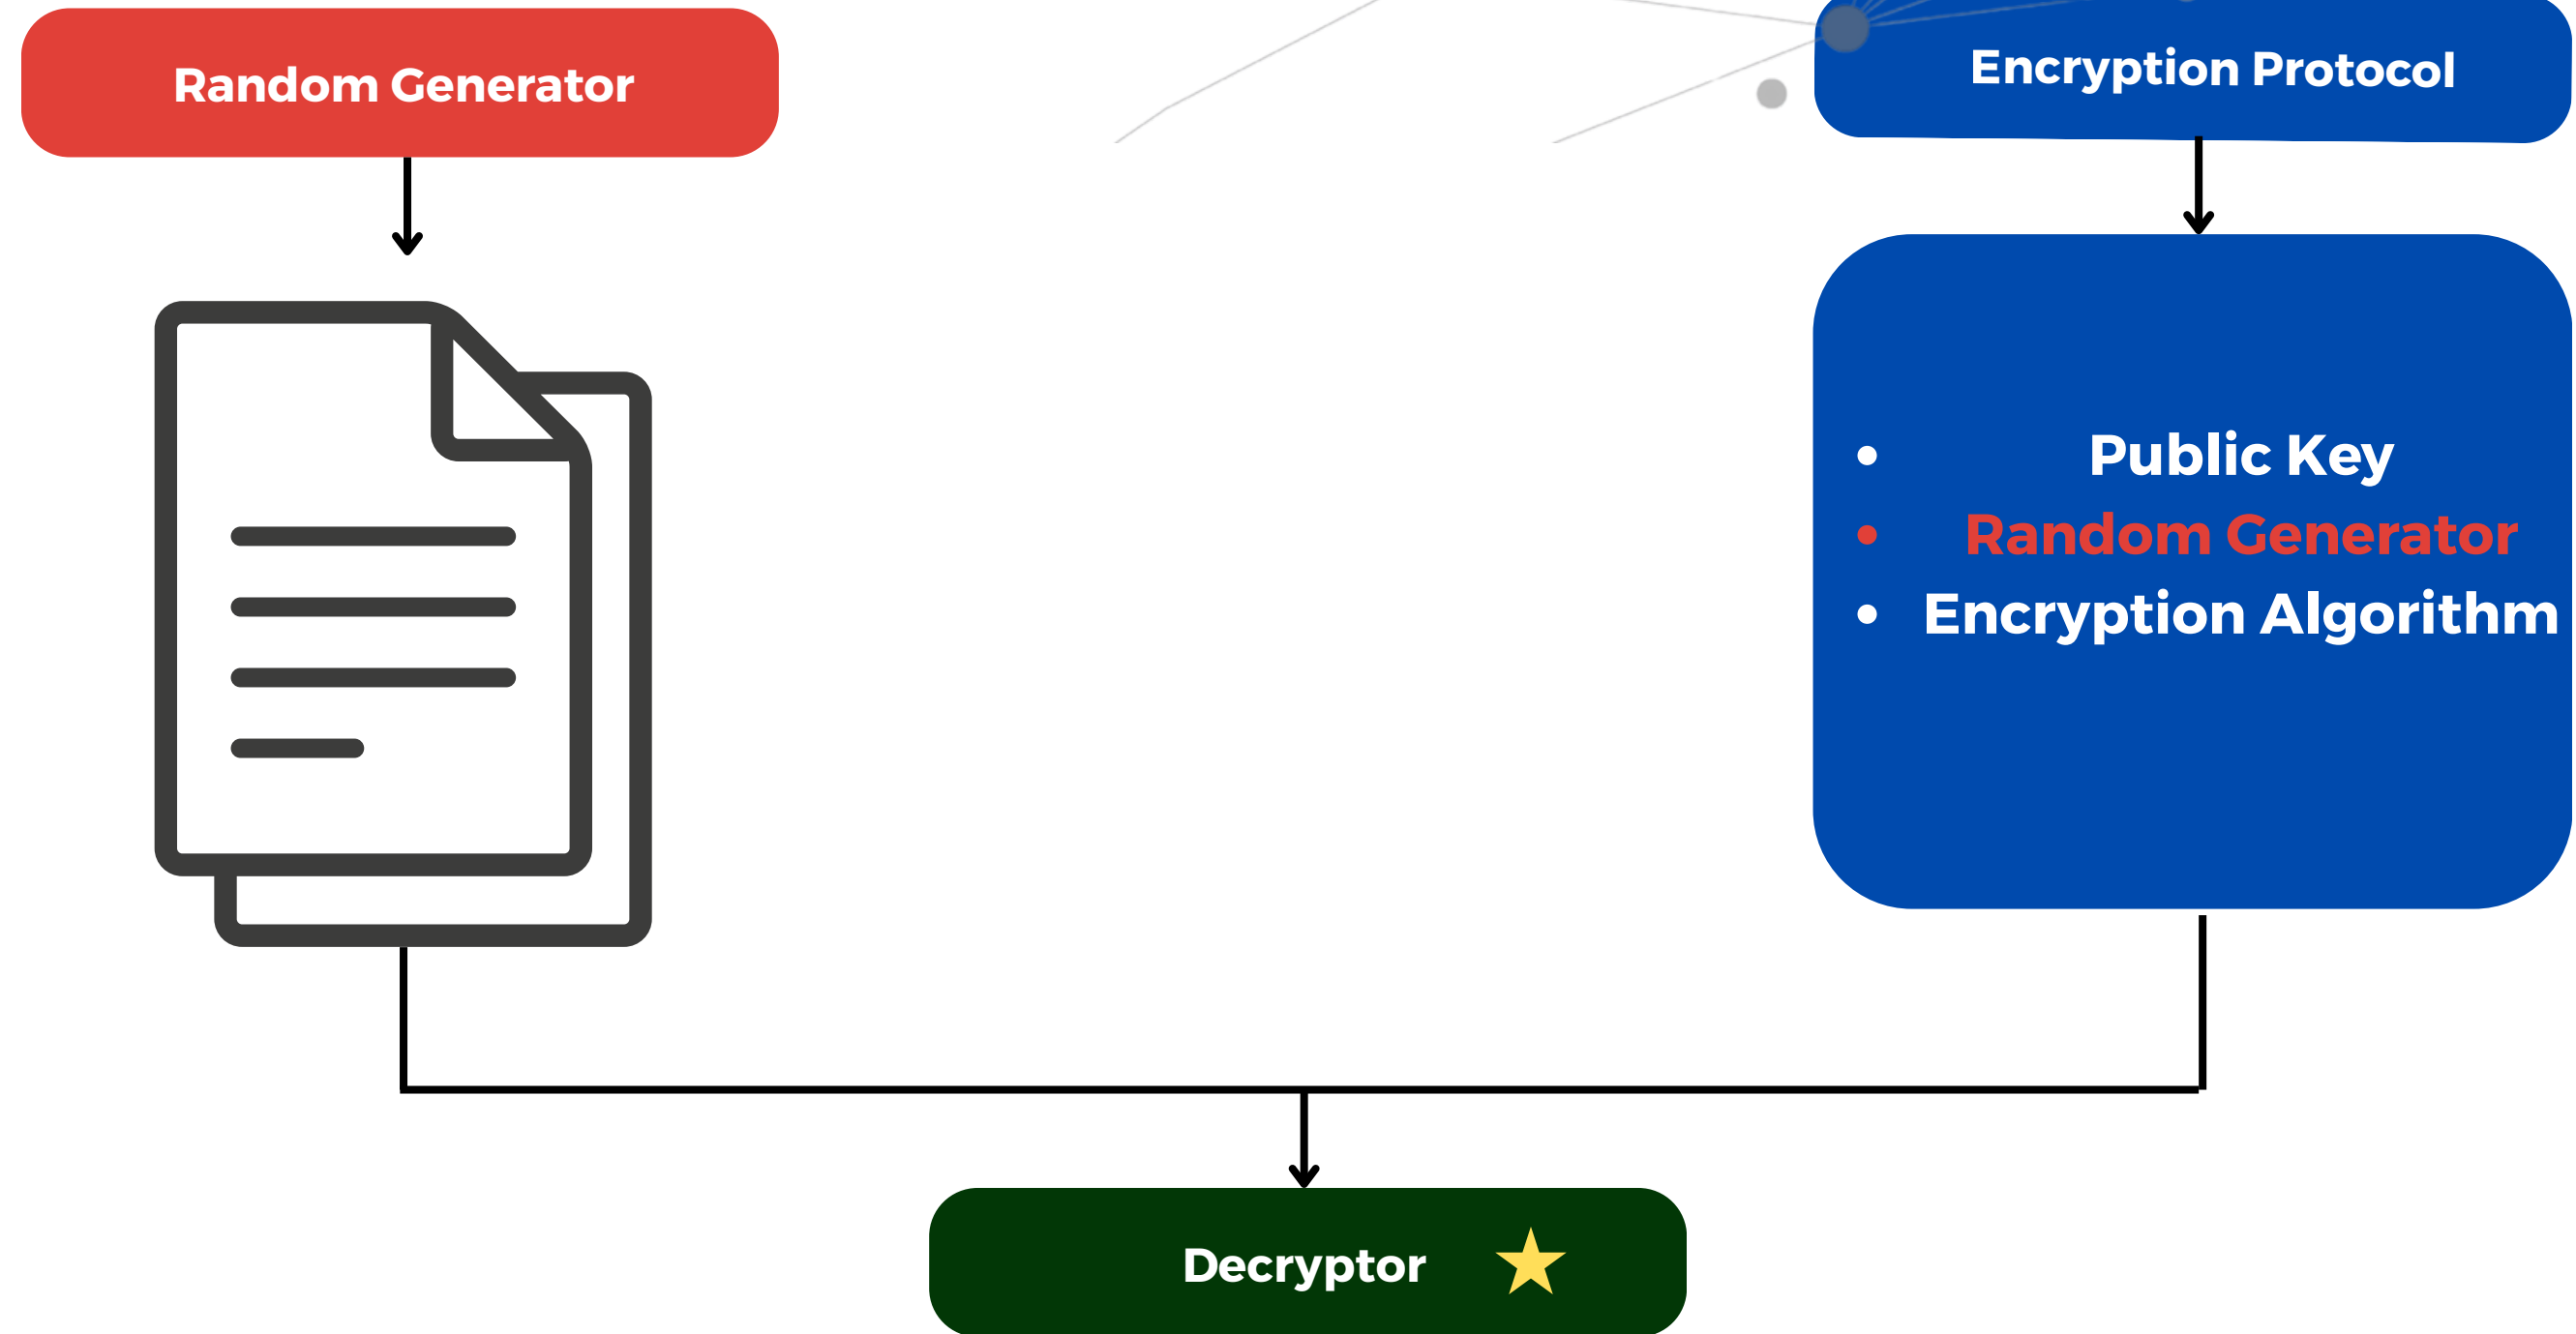 Random Generator
Encryption Protocol
Public Key
Random Generator
Encryption Algorithm
Decryptor